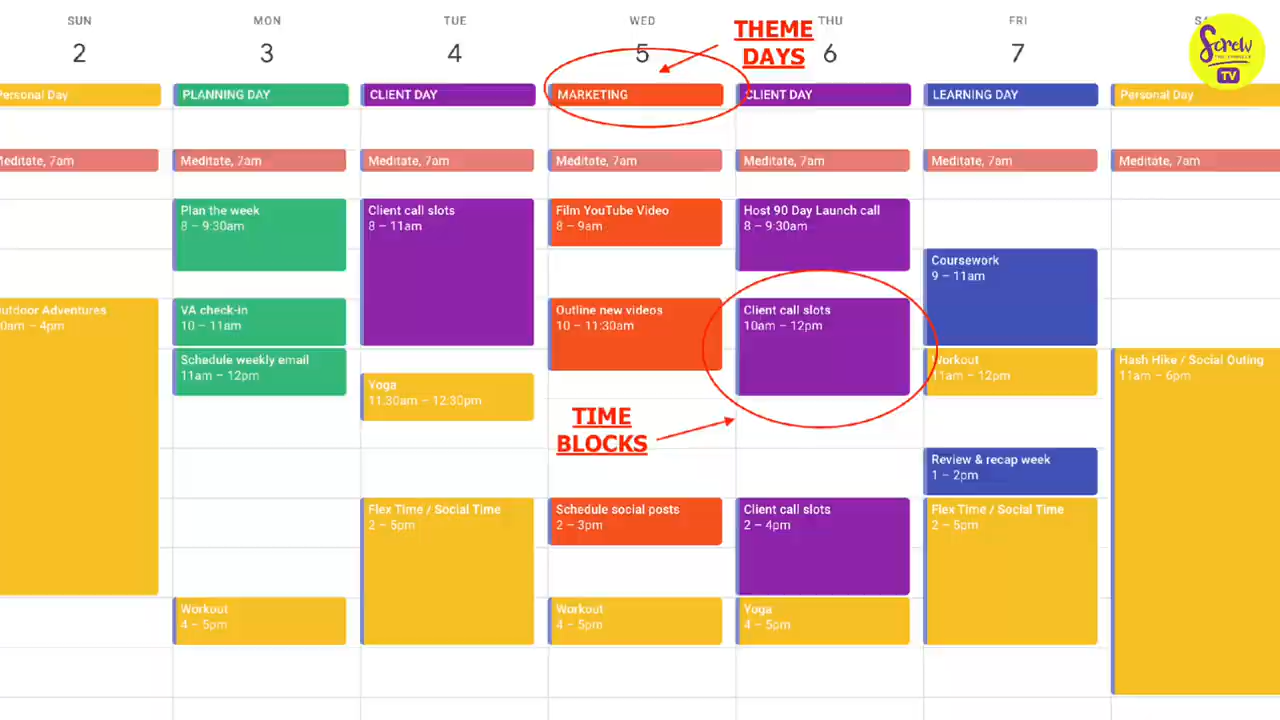 SUN
2
MON
3
TUE
4
WED
5
THU
6
FRI
7
THEME
DAYS
Screw
TV
Personal Day
PLANNING DAY
CLIENT DAY
MARKETING
CLIENT DAY
LEARNING DAY
Personal Day
Meditate, 7am
Meditate, 7am
Meditate, 7am
Meditate, 7am
Meditate, 7am
Meditate, 7am
Meditate, 7am
utdoor Adventures
0am – 4pm
Plan the week
8 – 9:30am
VA check-in
10 – 11am
Schedule weekly email
11am – 12pm
Workout
4 – 5pm
Client call slots
8 – 11am
Yoga
11:30am – 12:30pm
Flex Time / Social Time
2 – 5pm
Film YouTube Video
8 – 9am
Outline new videos
10 – 11:30am
TIME
BLOCKS
Schedule social posts
2 – 3pm
Workout
4 – 5pm
Host 90 Day Launch call
8 – 9:30am
Client call slots
10am – 12pm
Client call slots
2 – 4pm
Yoga
4 – 5pm
Coursework
9 – 11am
Workout
11am – 12pm
Review & recap week
1 – 2pm
Flex Time / Social Time
2 – 5pm
Hash Hike / Social Outing
11am – 6pm